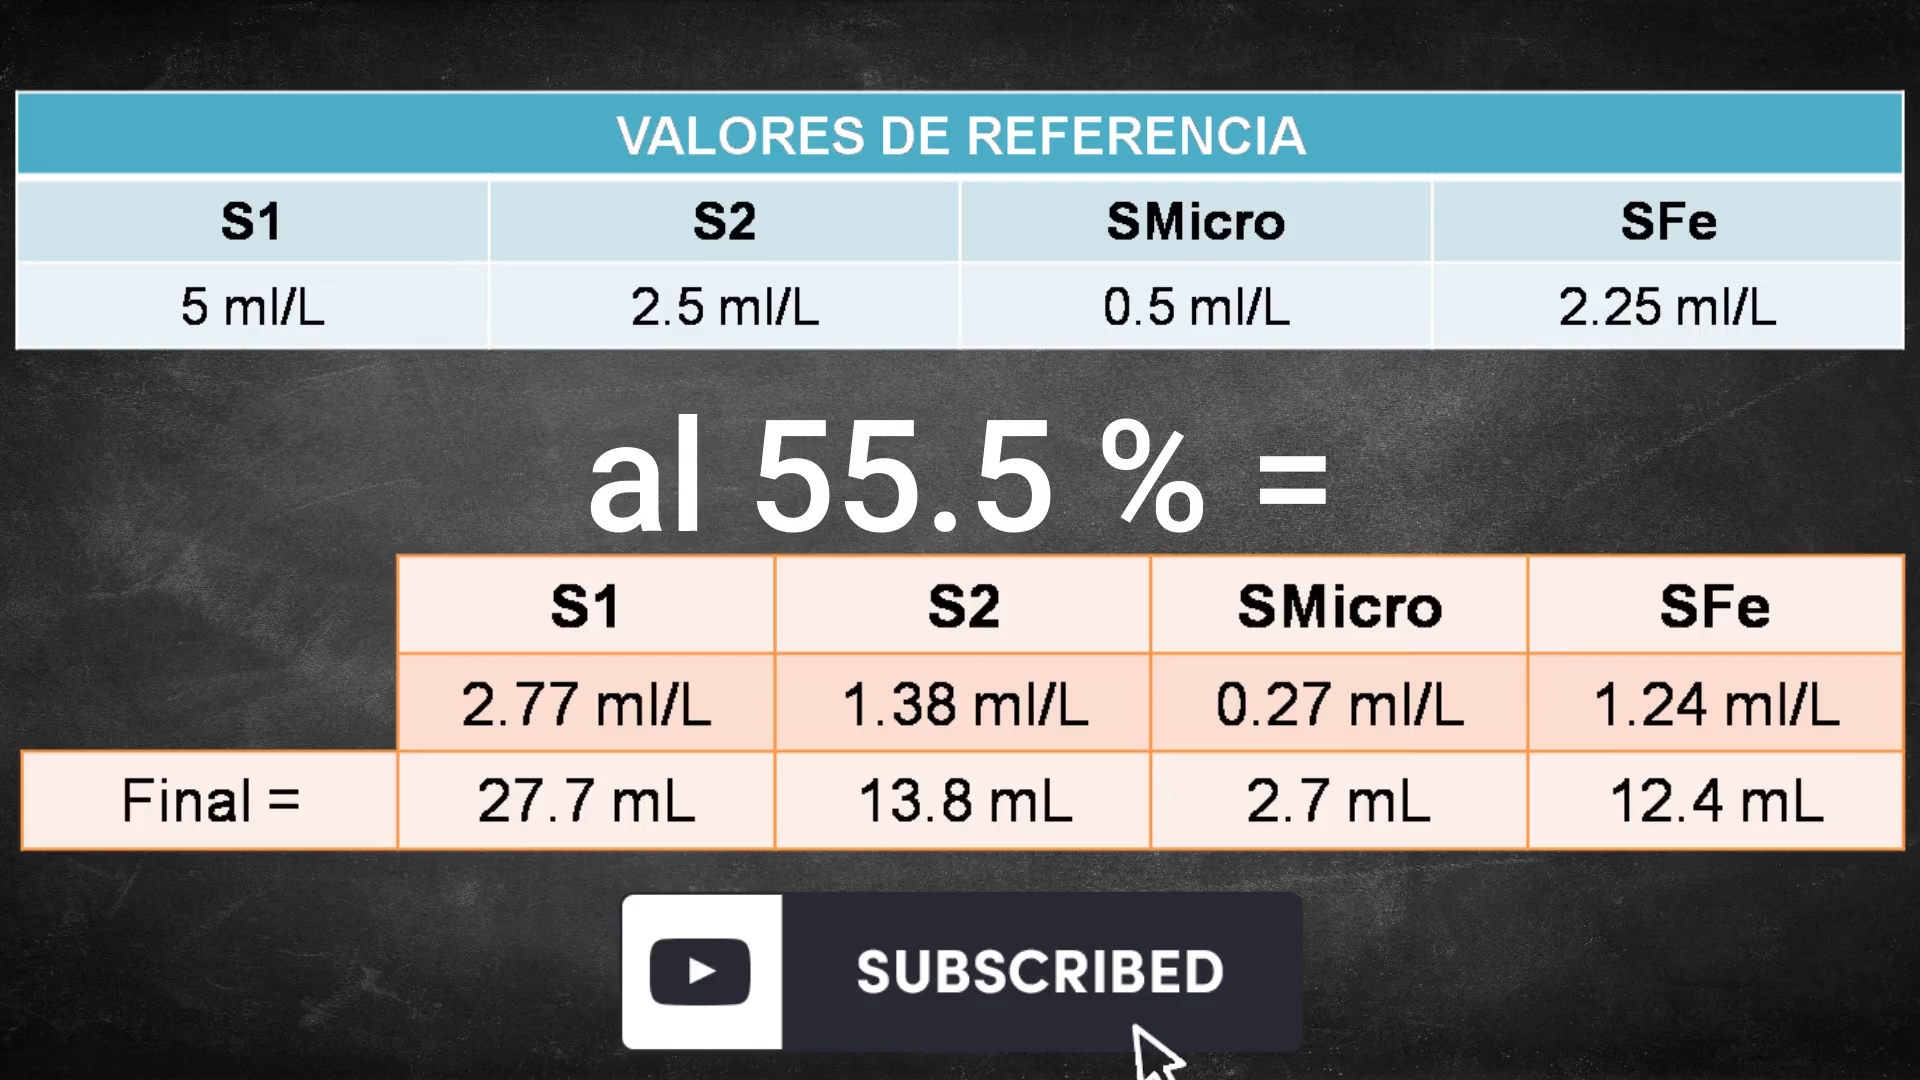 VALORES DE REFERENCIA
S1 S2 SMicro SFe
5 ml/L 2.5 ml/L 0.5 ml/L 2.25 ml/L
al 55.5 % =
S1 S2 SMicro SFe
2.77 ml/L 1.38 ml/L 0.27 ml/L 1.24 ml/L
Final = 27.7 mL 13.8 mL 2.7 mL 12.4 mL
SUBSCRIBED